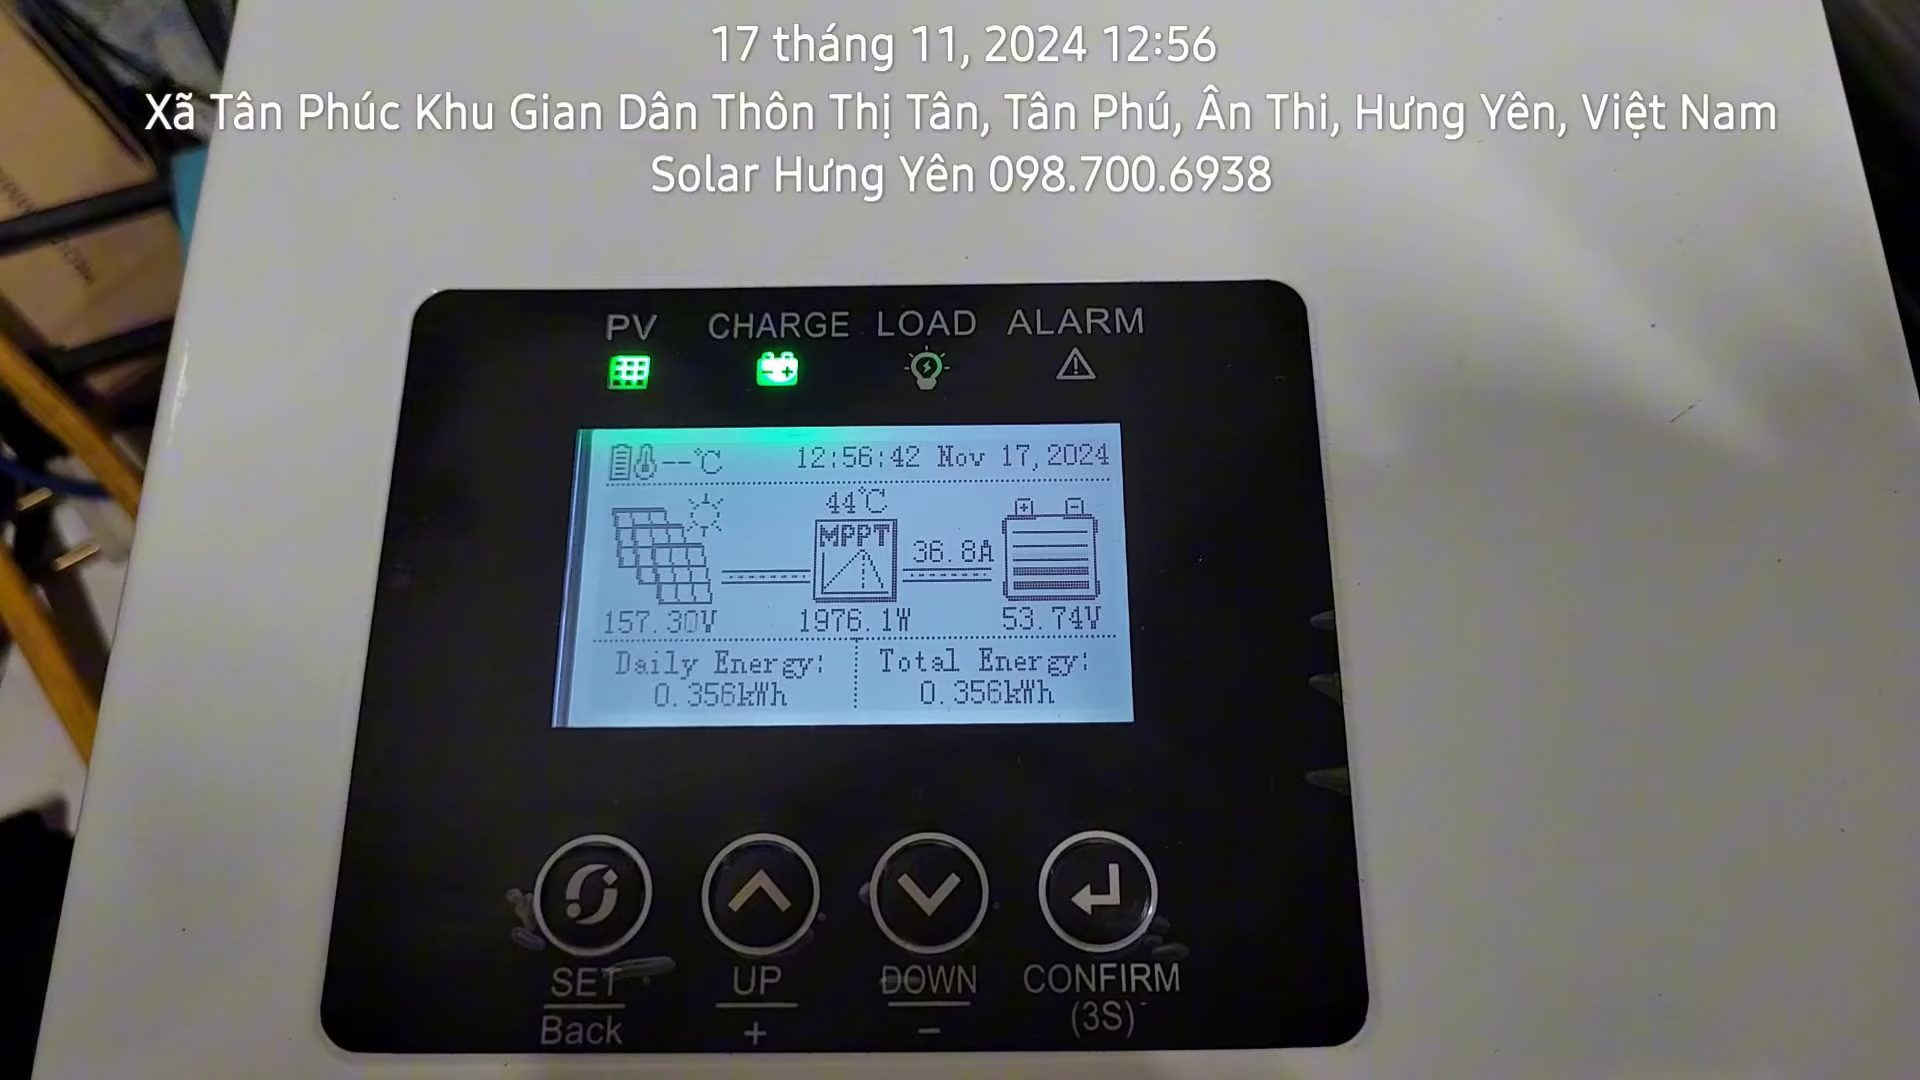 17 tháng 11, 2024 12:56
Xã Tân Phúc Khu Gian Dân Thôn Thị Tân, Tân Phú, Ân Thi, Hưng Yên, Việt Nam
Solar Hưng Yên 098.700.6938
PV CHARGE LOAD ALARM
--℃ 12:56:42 Nov 17,2024
44℃
MPPT
36.8A
157.30V 1976.1W 53.74V
Daily Energy: Total Energy:
0.356kWh 0.356kWh
SET UP DOWN CONFIRM
Back + - (3S)